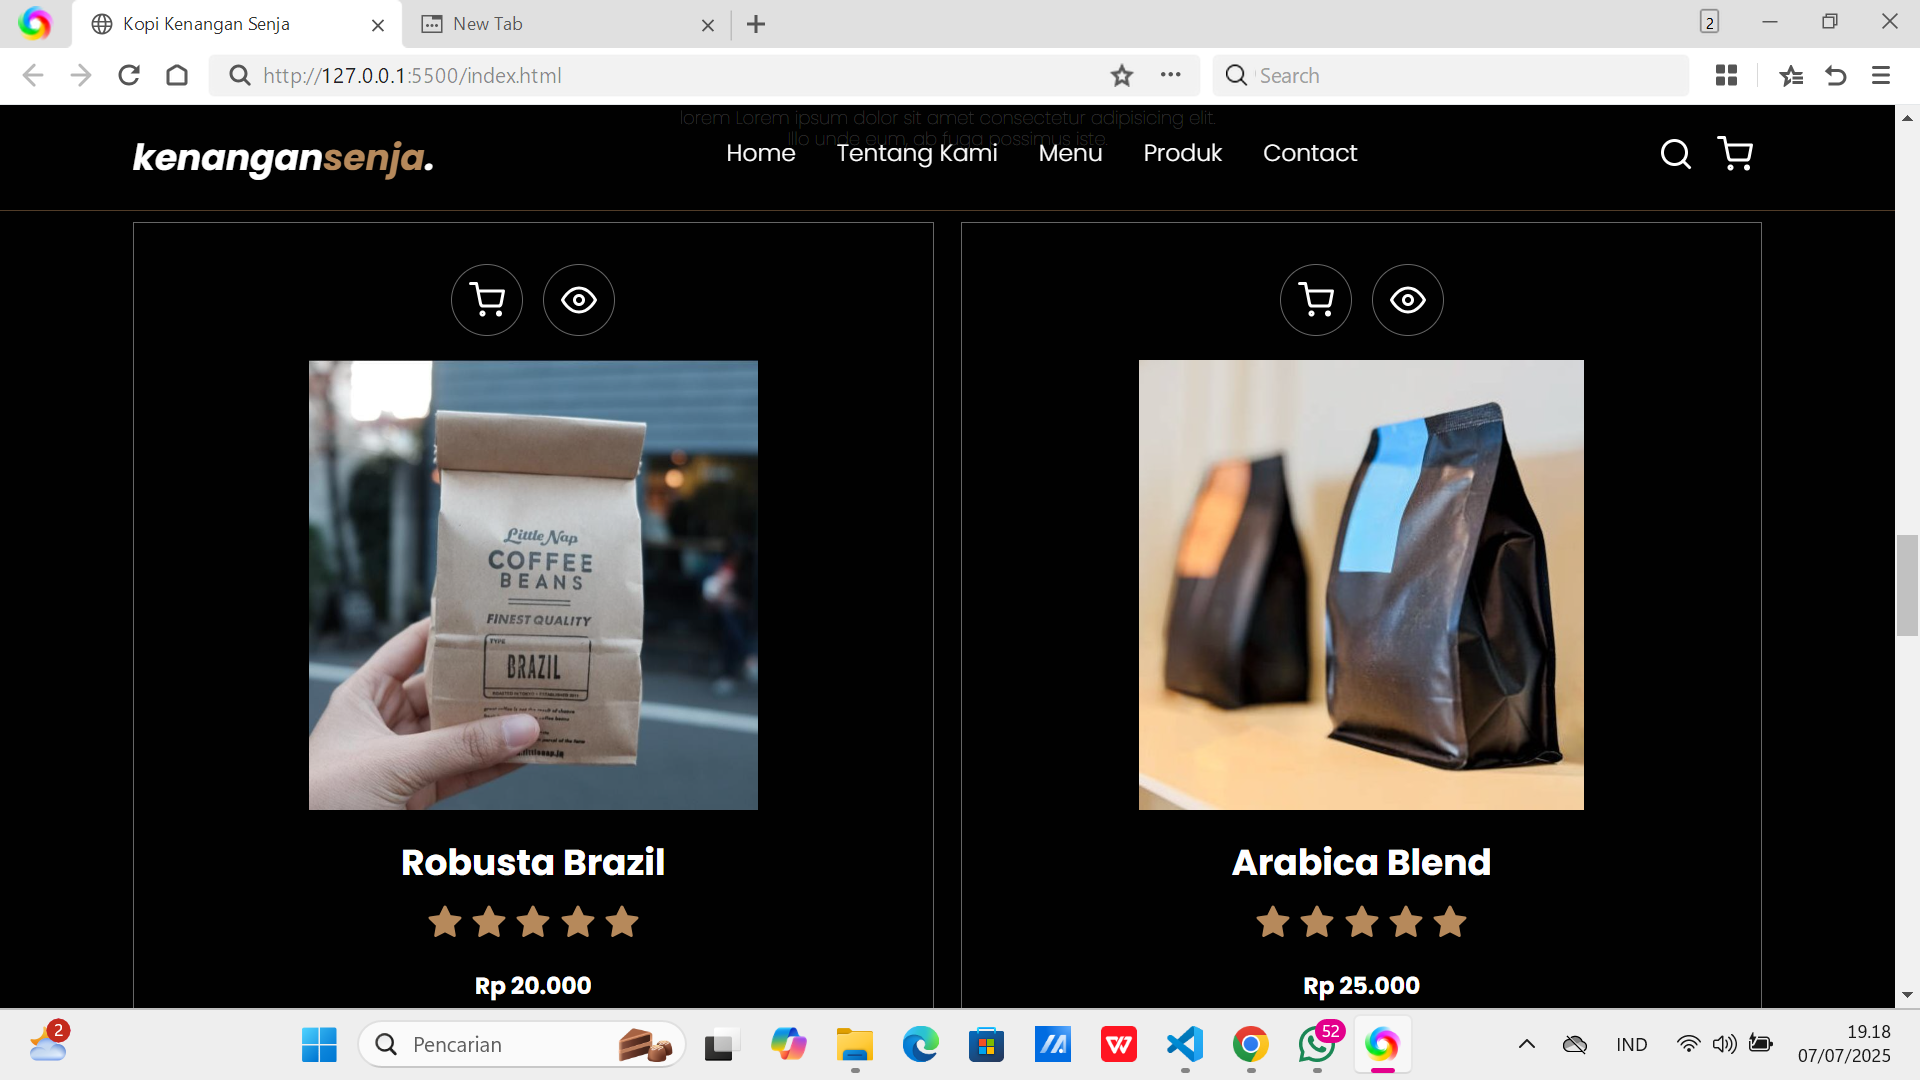 Kopi Kenangan Senja
New Tab
2
http://127.0.0.1:5500/index.html
Search
lorem Lorem ipsum dolor sit amet consectetur adipisicing elit.
Illo unde eum, ab fuga possimus iste.
kenangansenja.
Home Tentang Kami Menu Produk Contact
Little Nap
COFFEE
BEANS
FINEST QUALITY
TYPE
BRAZIL
Robusta Brazil
Rp 20.000
Arabica Blend
Rp 25.000
2
Pencarian
52
IND
19.18
07/07/2025